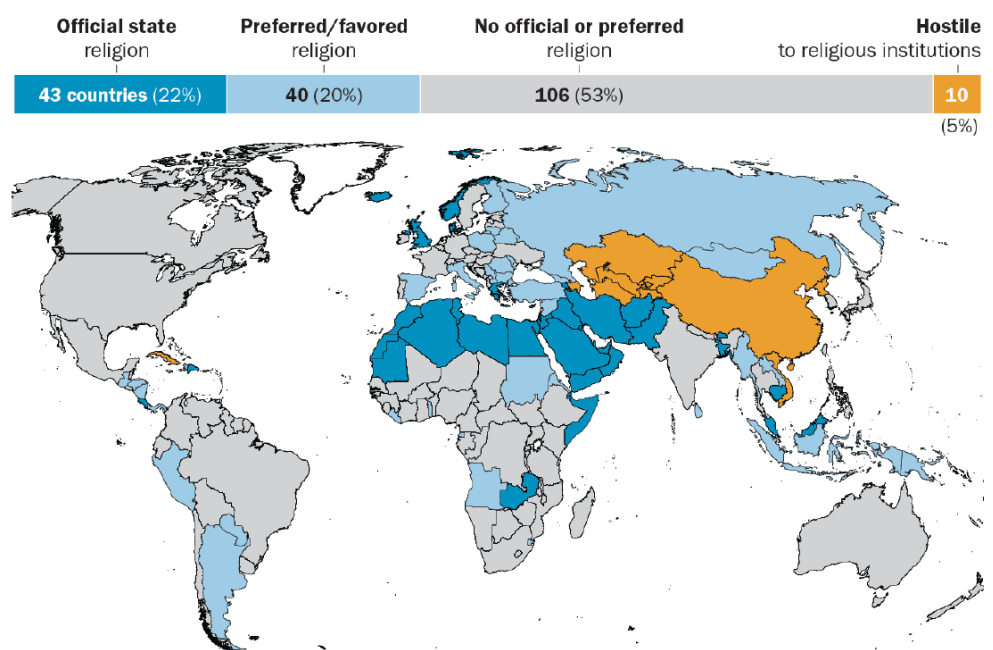 Official state
religion
Preferred/favored
religion
No official or preferred
religion
Hostile
to religious institutions
43 countries (22%)
40 (20%)
106 (53%)
10
(5%)